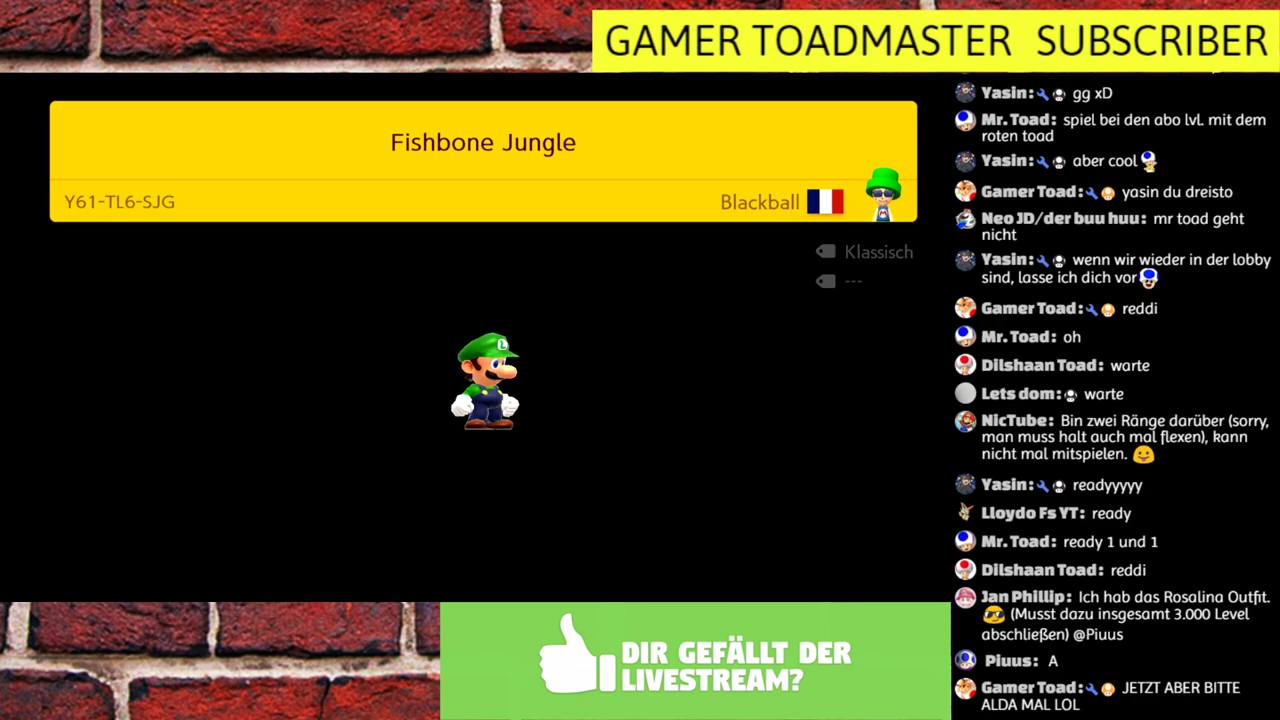 GAMER TOADMASTER SUBSCRIBER
Fishbone Jungle
Y61-TL6-SJG
Blackball
Klassisch
---
L
M
DIR GEFÄLLT DER
LIVESTREAM?
Yasin: gg xD
Mr. Toad: spiel bei den abo lvl. mit dem
roten toad
Yasin: aber cool
Gamer Toad: yasin du dreisto
Neo JD/der buu huu: mr toad geht
nicht
Yasin: wenn wir wieder in der lobby
sind, lasse ich dich vor
Gamer Toad: reddi
Mr. Toad: oh
Dilshaan Toad: warte
Lets dom: warte
NicTube: Bin zwei Ränge darüber (sorry,
man muss halt auch mal flexen), kann
nicht mal mitspielen.
Yasin: readyyyyy
Lloydo Fs YT: ready
Mr. Toad: ready 1 und 1
Dilshaan Toad: reddi
Jan Phillip: Ich hab das Rosalina Outfit.
(Musst dazu insgesamt 3.000 Level
abschließen) @Piuus
Piuus: A
Gamer Toad: JETZT ABER BITTE
ALDA MAL LOL